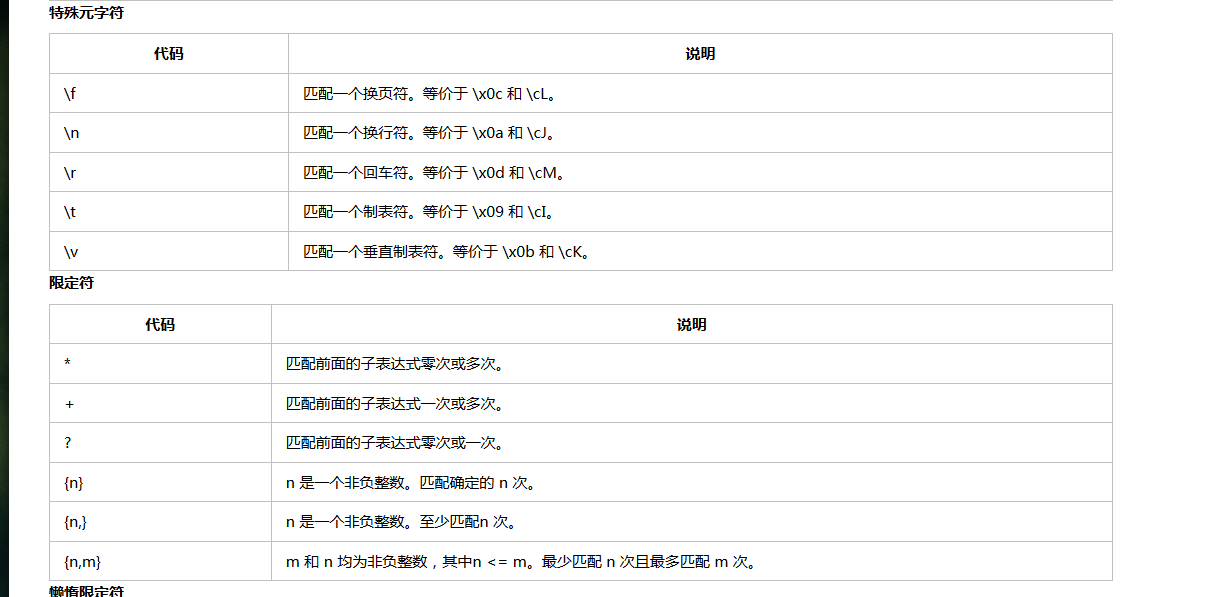 特殊元字符
代码 说明
\f 匹配一个换页符。等价于 \x0c 和 \cL。
\n 匹配一个换行符。等价于 \x0a 和 \cJ。
\r 匹配一个回车符。等价于 \x0d 和 \cM。
\t 匹配一个制表符。等价于 \x09 和 \cI。
\v 匹配一个垂直制表符。等价于 \x0b 和 \cK。
限定符
代码 说明
* 匹配前面的子表达式零次或多次。
+ 匹配前面的子表达式一次或多次。
? 匹配前面的子表达式零次或一次。
{n} n 是一个非负整数。匹配确定的 n 次。
{n,} n 是一个非负整数。至少匹配n 次。
{n,m} m 和 n 均为非负整数，其中n <= m。最少匹配 n 次且最多匹配 m 次。
懒惰限定符